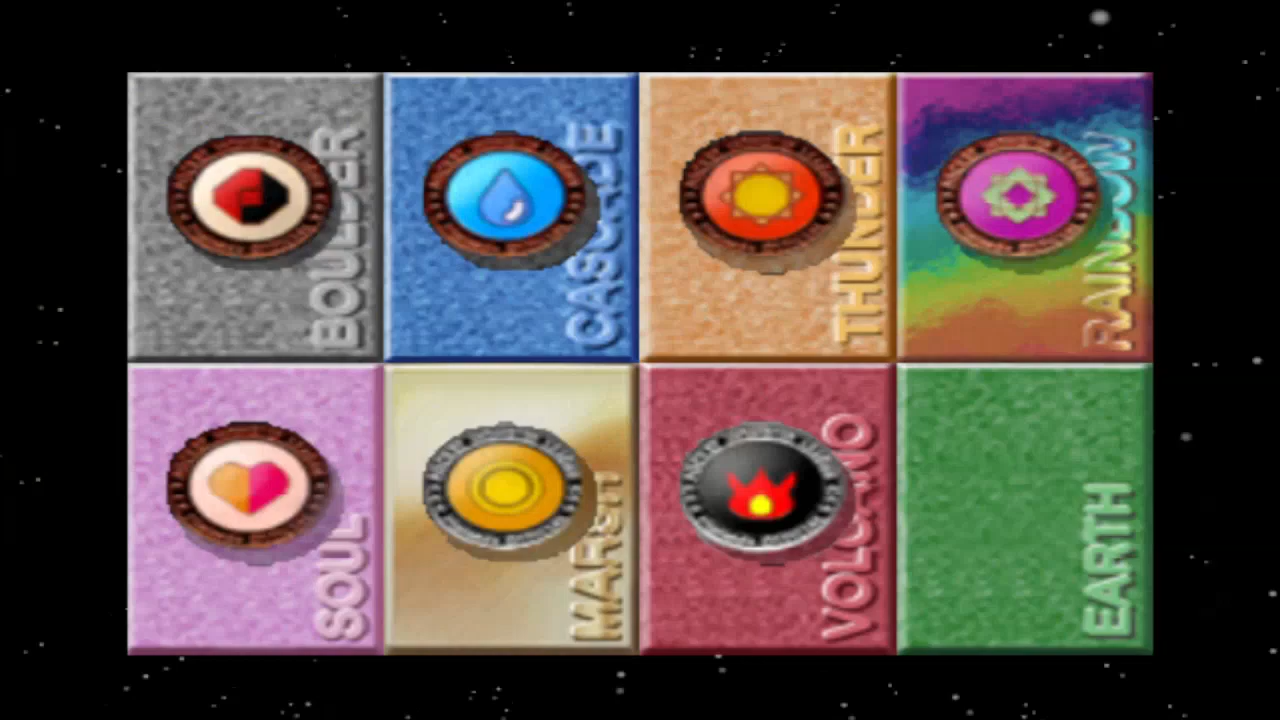 BOULDER
CASCADE
THUNDER
RAINBOW
SOUL
MARSH
VOLCANO
EARTH